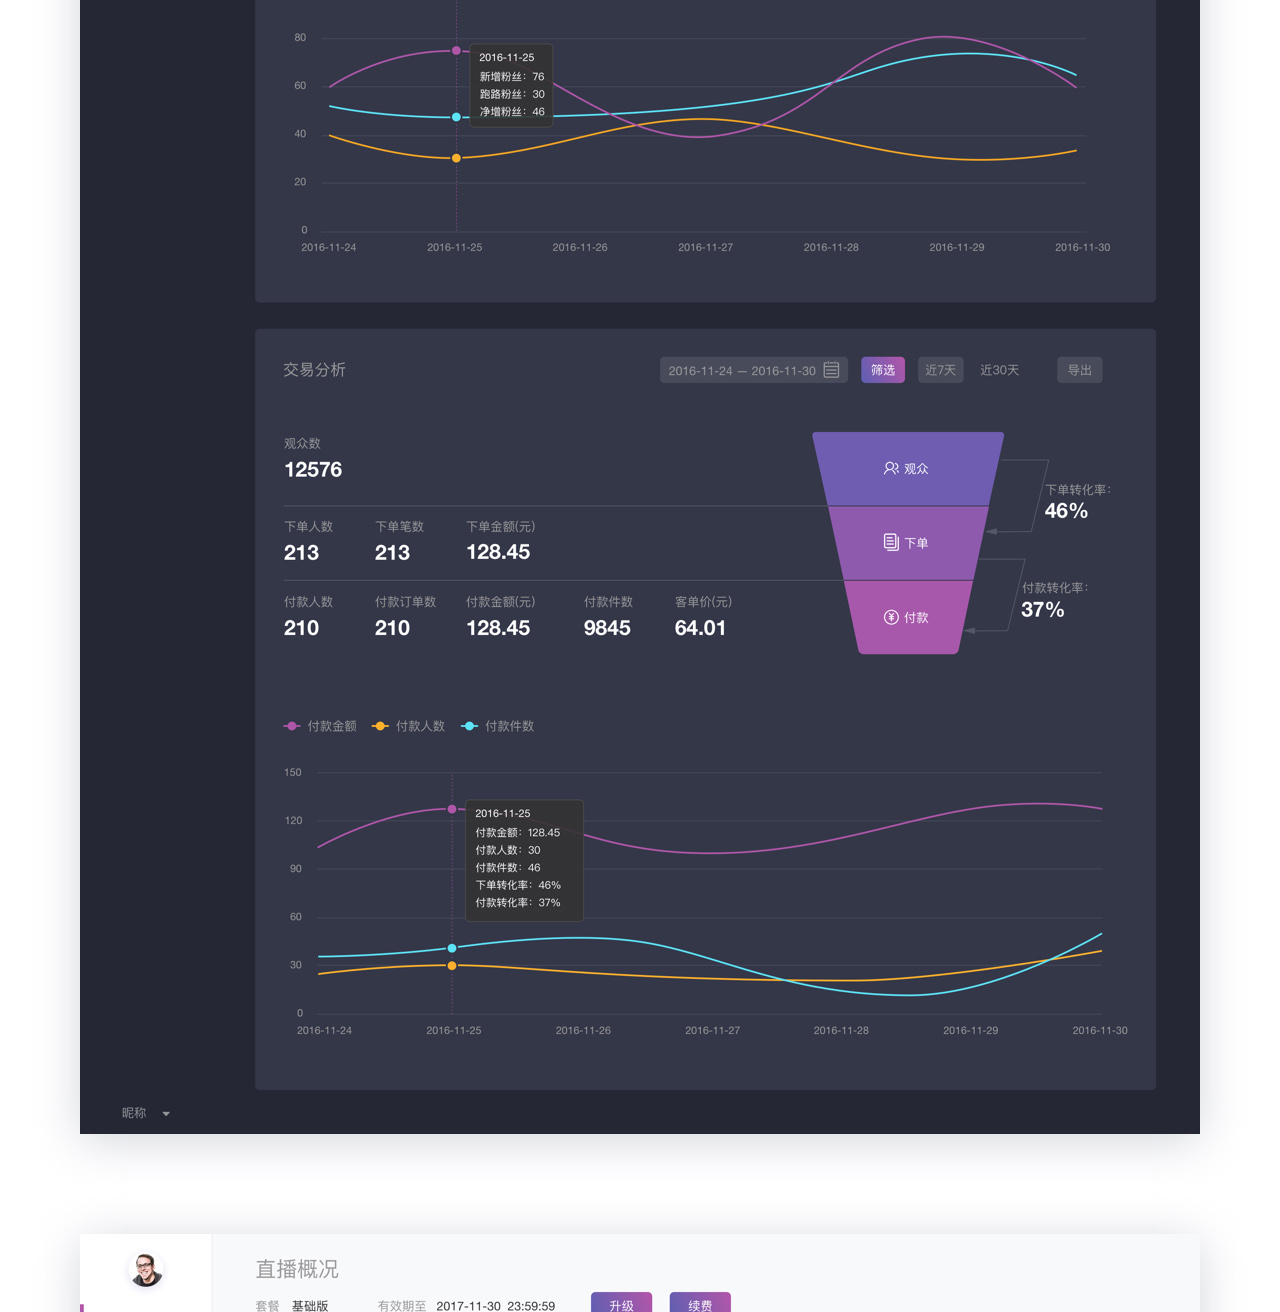 80
2016-11-25
新增粉丝：76
60
跑路粉丝：30
净增粉丝：46
40
20
0
2016-11-24 2016-11-25 2016-11-26 2016-11-27 2016-11-28 2016-11-29 2016-11-30
交易分析 2016-11-24 — 2016-11-30 筛选 近7天 近30天 导出
观众数
12576
观众
下单转化率：
46%
下单人数 下单笔数 下单金额(元)
213 213 128.45
下单
付款转化率：
37%
付款人数 付款订单数 付款金额(元) 付款件数 客单价(元)
210 210 128.45 9845 64.01
付款
付款金额 付款人数 付款件数
150
2016-11-25
120
付款金额：128.45
付款人数：30
90
付款件数：46
下单转化率：46%
付款转化率：37%
60
30
0
2016-11-24 2016-11-25 2016-11-26 2016-11-27 2016-11-28 2016-11-29 2016-11-30
昵称
直播概况
套餐 基础版 有效期至 2017-11-30 23:59:59 升级 续费